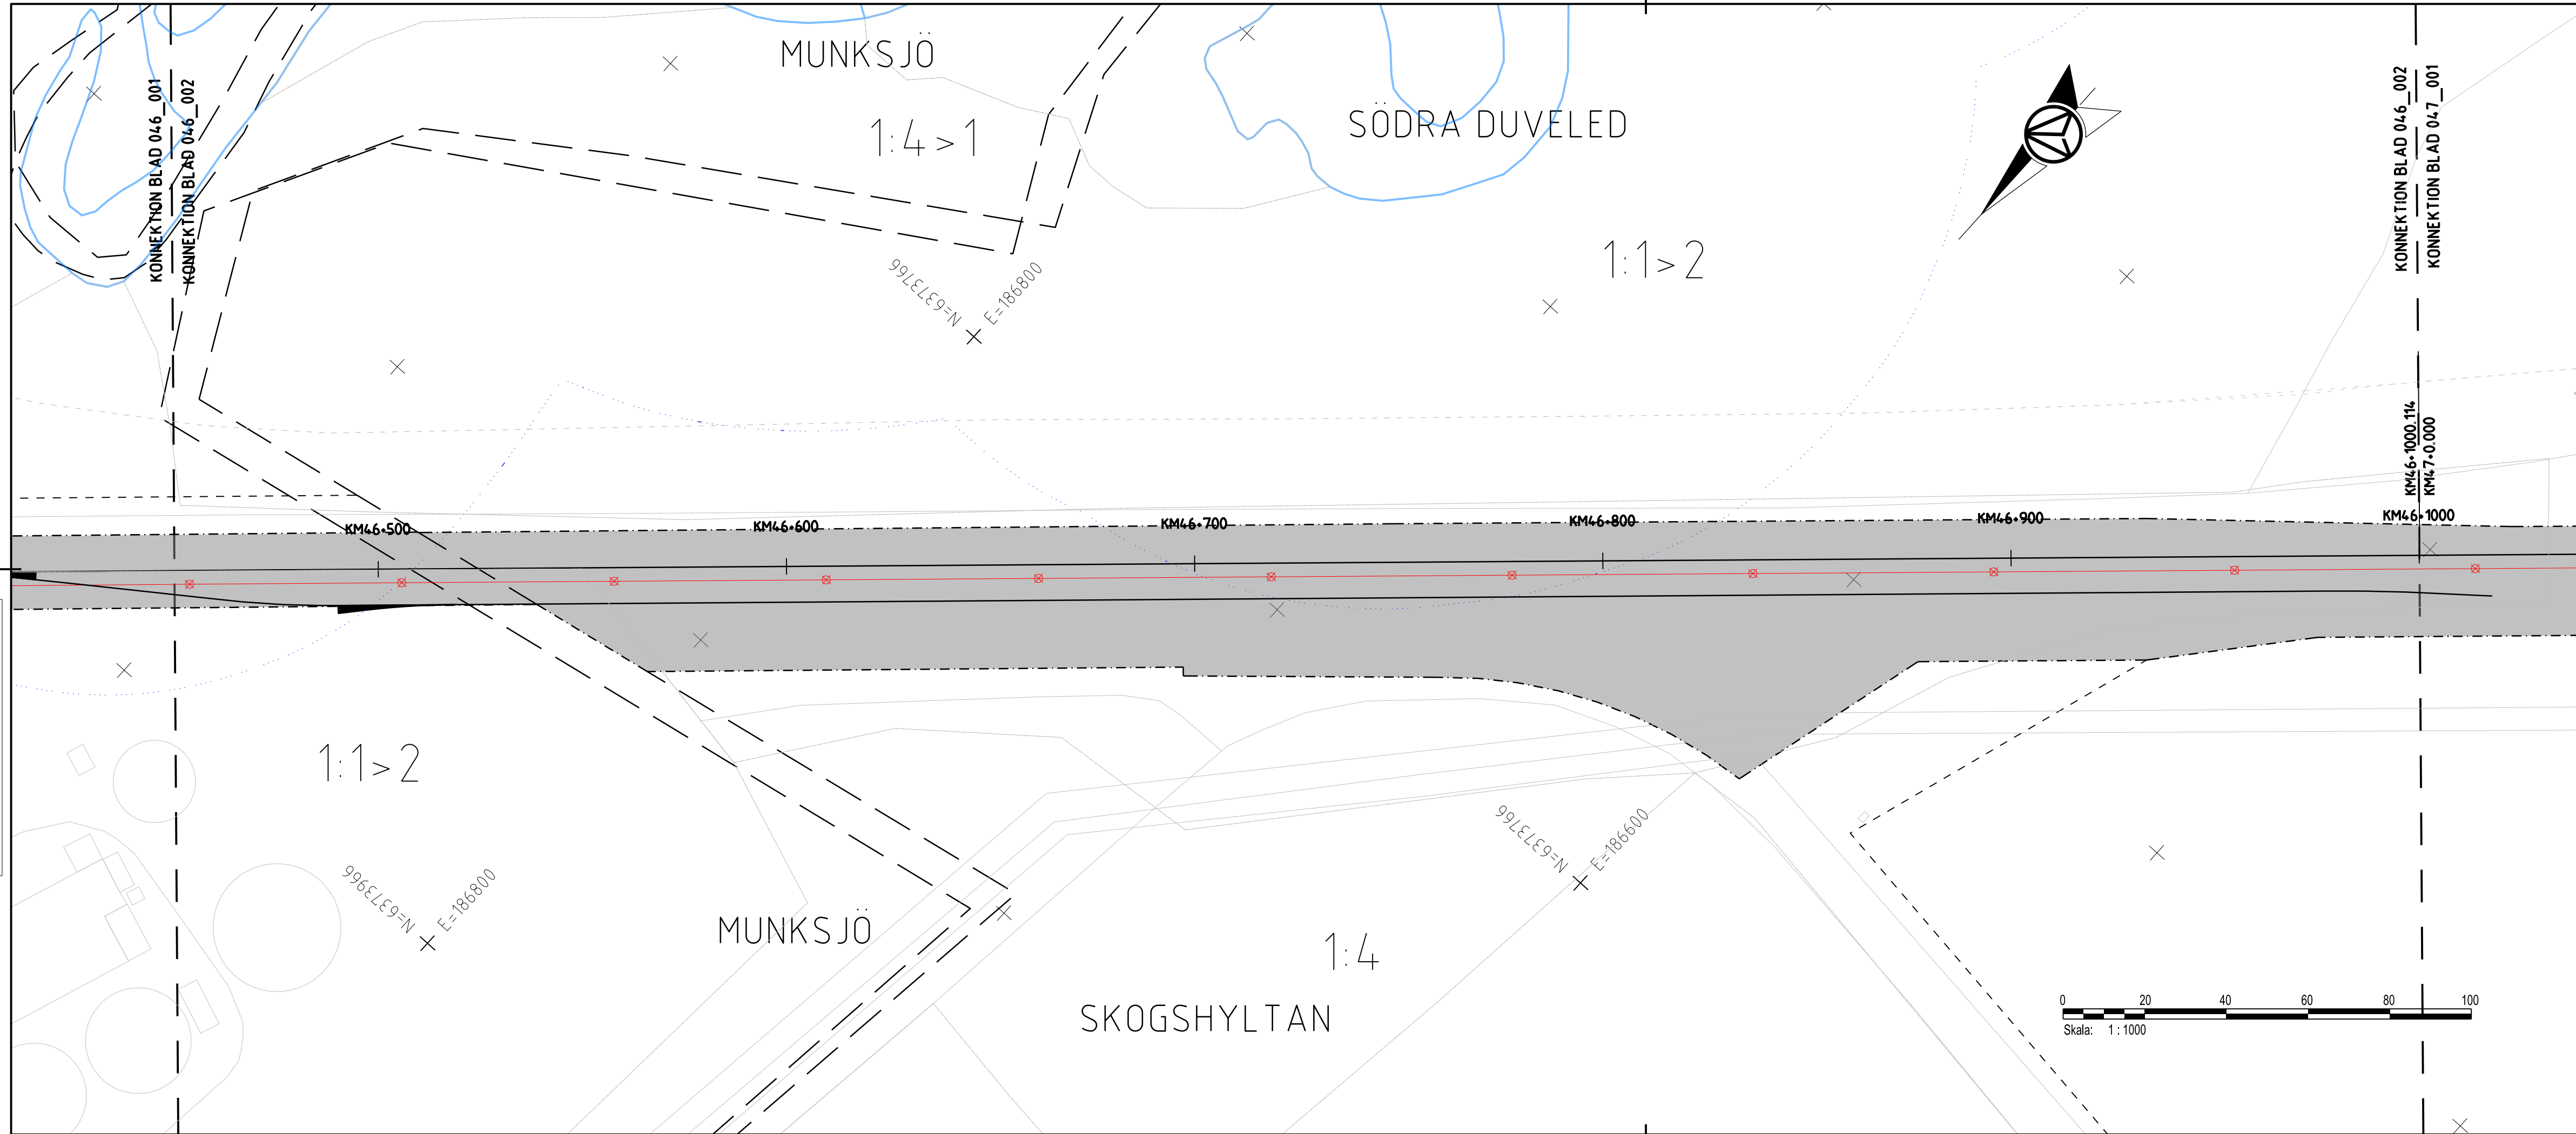 MUNKSJÖ
1:4>1
SÖDRA DUVELED
1:1>2
KONNEKTION BLAD 046_001
KONNEKTION BLAD 046_002
KONNEKTION BLAD 046_002
KONNEKTION BLAD 047_001
N=6373766
E=186800
KM46+1000.114
KM47+0.000
KM46+500
KM46+600
KM46+700
KM46+800
KM46+900
KM46+1000
1:1>2
N=6373966
E=186800
MUNKSJÖ
N=6373766
E=186600
1:4
SKOGSHYLTAN
0 20 40 60 80 100
Skala: 1 : 1000